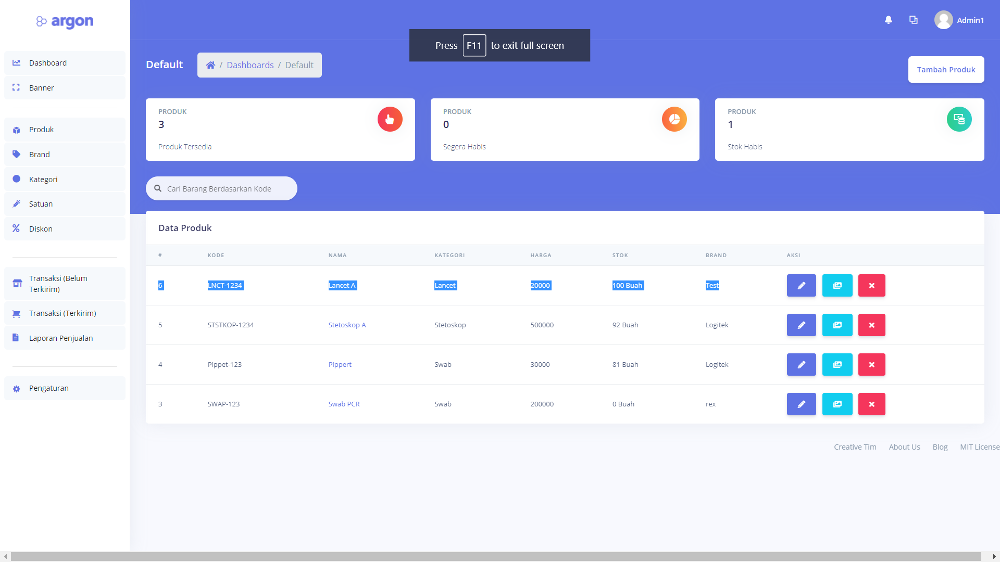 argon
Dashboard
Banner
Produk
Brand
Kategori
Satuan
Diskon
Transaksi (Belum
Terkirim)
Transaksi (Terkirim)
Laporan Penjualan
Pengaturan
Admin1
Press F11 to exit full screen
Default / Dashboards / Default
Tambah Produk
PRODUK
3
Produk Tersedia
PRODUK
0
Segera Habis
PRODUK
1
Stok Habis
Cari Barang Berdasarkan Kode
Data Produk
# KODE NAMA KATEGORI HARGA STOK BRAND AKSI
6 LNCT-1234 Lancet A Lancet 20000 100 Buah Test
5 STSTKOP-1234 Stetoskop A Stetoskop 500000 92 Buah Logitek
4 Pippet-123 Pippert Swab 30000 81 Buah Logitek
3 SWAP-123 Swab PCR Swab 200000 0 Buah rex
Creative Tim About Us Blog MIT License